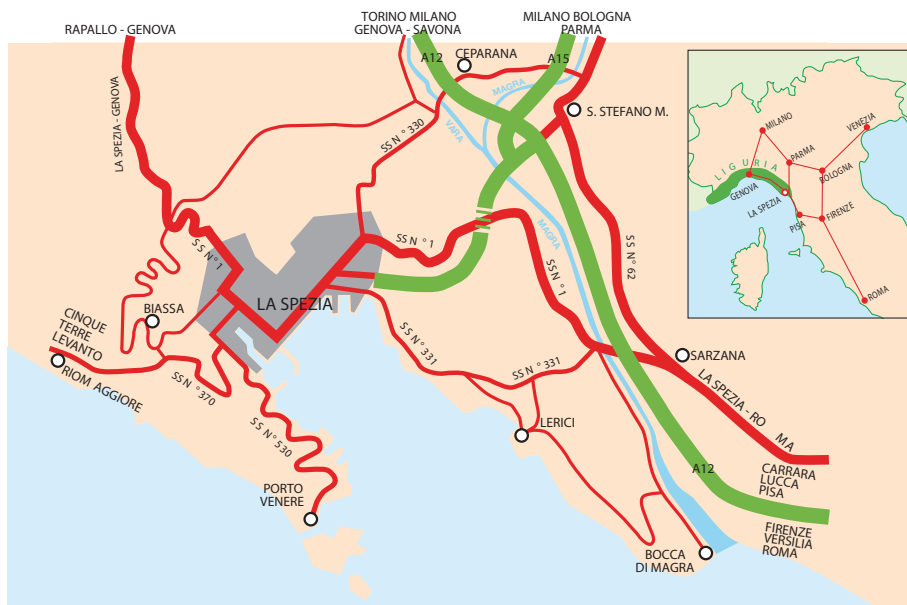 RAPALLO - GENOVA
TORINO MILANO
GENOVA - SAVONA
MILANO BOLOGNA
PARMA
A12
CEPARANA
A15
MAGRA
S. STEFANO M.
LA SPEZIA - GENOVA
SS N° 330
VARA
MAGRA
SS N° 1
SS N° 1
SS N° 1
SS N° 62
LA SPEZIA
BIASSA
CINQUE
TERRE
LEVANTO
RIOM AGGIORE
SS N° 370
SS N° 331
SS N° 331
SARZANA
LA SPEZIA - RO MA
SS N° 530
LERICI
A12
CARRARA
LUCCA
PISA
PORTO
VENERE
FIRENZE
VERSILIA
ROMA
BOCCA
DI MAGRA
MILANO
VENEZIA
PARMA
LIGURIA
BOLOGNA
GENOVA
LA SPEZIA
PISA
FIRENZE
ROMA